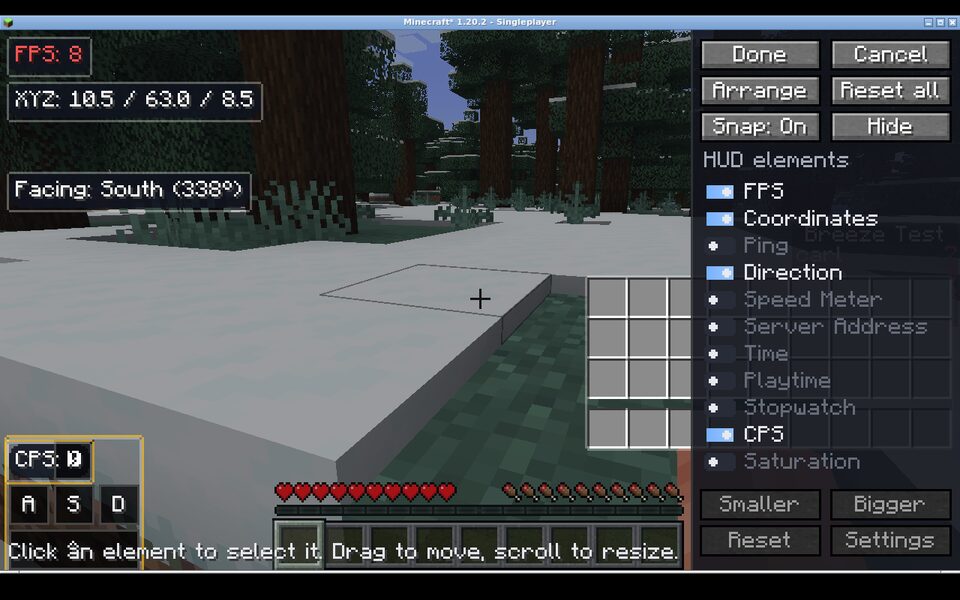 Minecraft* 1.20.2 - Singleplayer
FPS: 8
XYZ: 10.5 / 63.0 / 8.5
Facing: South (338°)
Done
Cancel
Arrange
Reset all
Snap: On
Hide
HUD elements
FPS
Coordinates
Ping
Direction
Speed Meter
Server Address
Time
Playtime
Stopwatch
CPS
Saturation
Smaller
Bigger
Reset
Settings
Breeze Test
CPS: 0
A S D
Click an element to select it. Drag to move, scroll to resize.